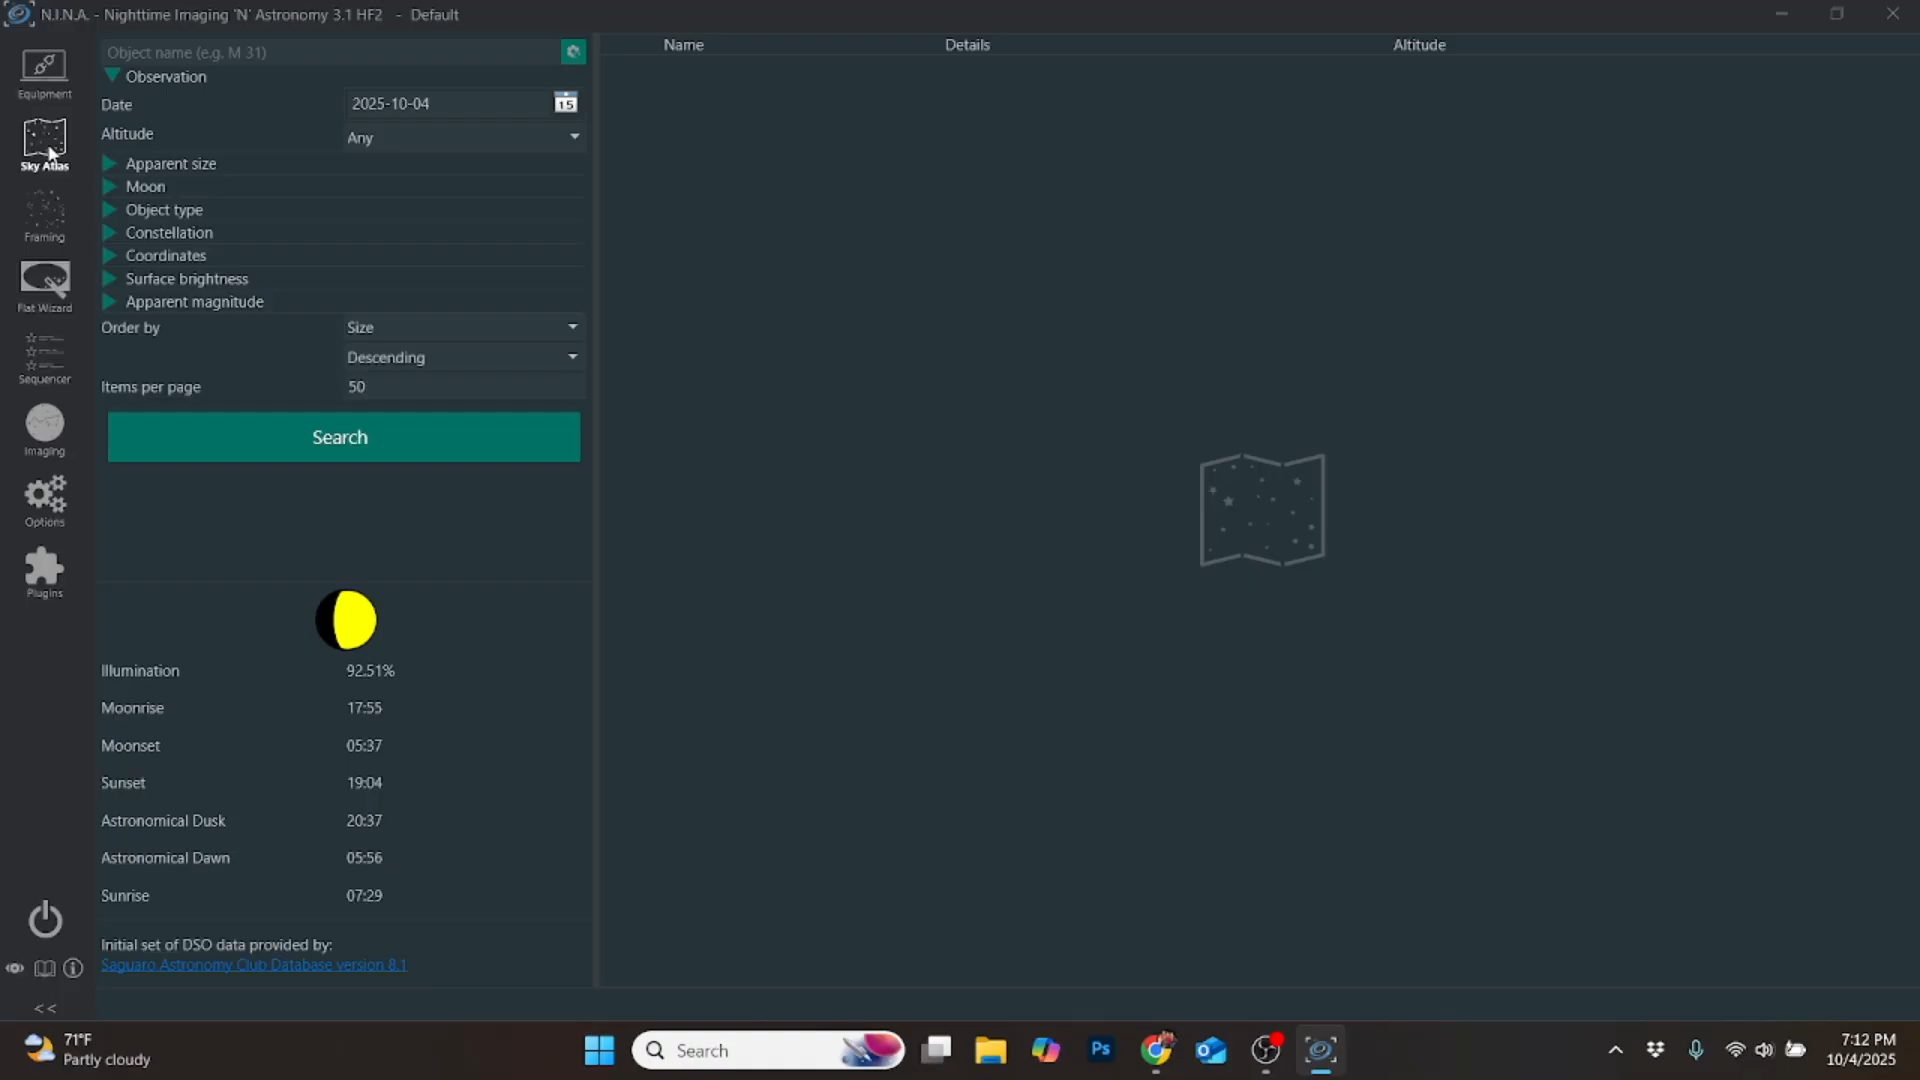 N.I.N.A. - Nighttime Imaging 'N' Astronomy 3.1 HF2 - Default
Equipment
Sky Atlas
Framing
Flat Wizard
Sequencer
Imaging
Options
Plugins
<<
Object name (e.g. M 31)
Observation
Date 2025-10-04 15
Altitude Any
Apparent size
Moon
Object type
Constellation
Coordinates
Surface brightness
Apparent magnitude
Order by Size
Descending
Items per page 50
Search
Illumination 92.51%
Moonrise 17:55
Moonset 05:37
Sunset 19:04
Astronomical Dusk 20:37
Astronomical Dawn 05:56
Sunrise 07:29
Initial set of DSO data provided by:
Saguaro Astronomy Club Database version 8.1
Name Details Altitude
71°F
Partly cloudy
Search
Ps
7:12 PM
10/4/2025